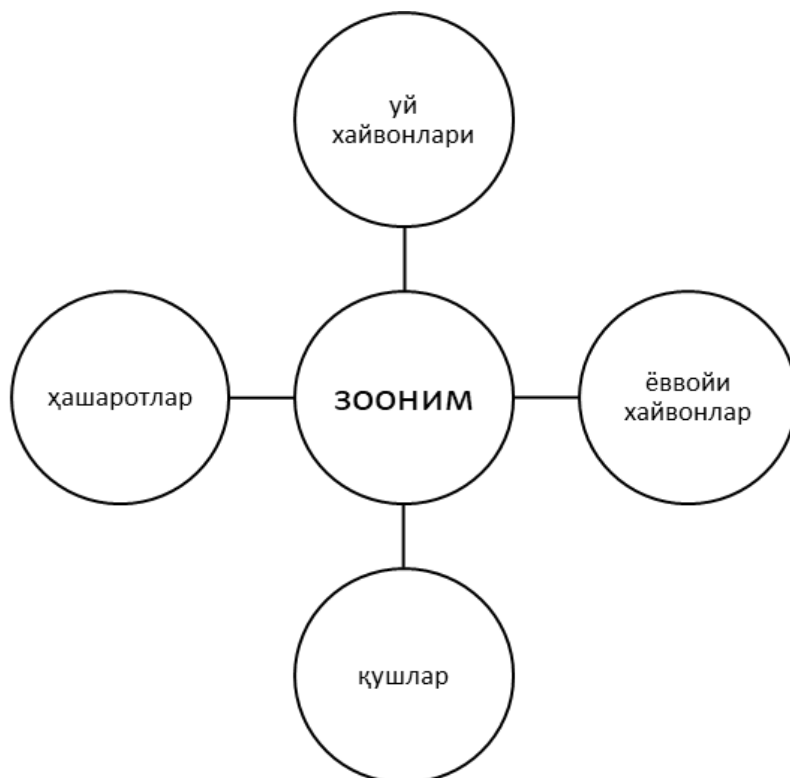 уй
хайвонлари
ҳашаротлар
зооним
ёввойи
хайвонлар
қушлар